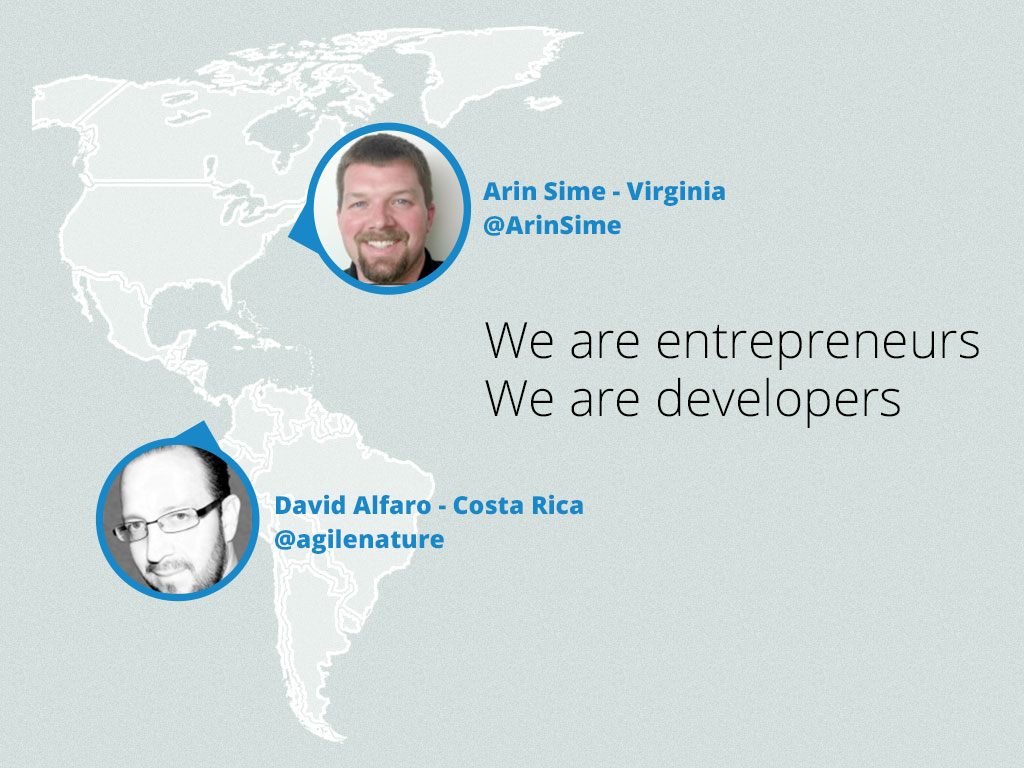 Arin Sime - Virginia
@ArinSime
We are entrepreneurs
We are developers
David Alfaro - Costa Rica
@agilenature